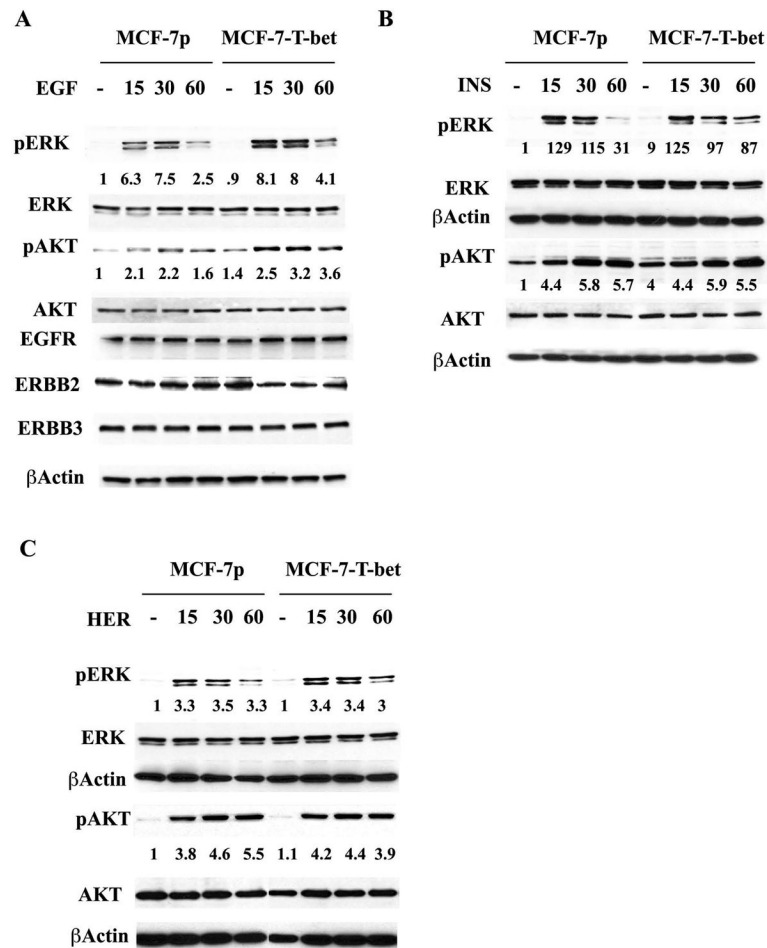 A
MCF-7p MCF-7-T-bet
EGF - 15 30 60 - 15 30 60
pERK
1 6.3 7.5 2.5 .9 8.1 8 4.1
ERK
pAKT
1 2.1 2.2 1.6 1.4 2.5 3.2 3.6
AKT
EGFR
ERBB2
ERBB3
βActin
B
MCF-7p MCF-7-T-bet
INS - 15 30 60 - 15 30 60
pERK
1 129 115 31 9 125 97 87
ERK
βActin
pAKT
1 4.4 5.8 5.7 4 4.4 5.9 5.5
AKT
βActin
C
MCF-7p MCF-7-T-bet
HER - 15 30 60 - 15 30 60
pERK
1 3.3 3.5 3.3 1 3.4 3.4 3
ERK
βActin
pAKT
1 3.8 4.6 5.5 1.1 4.2 4.4 3.9
AKT
βActin